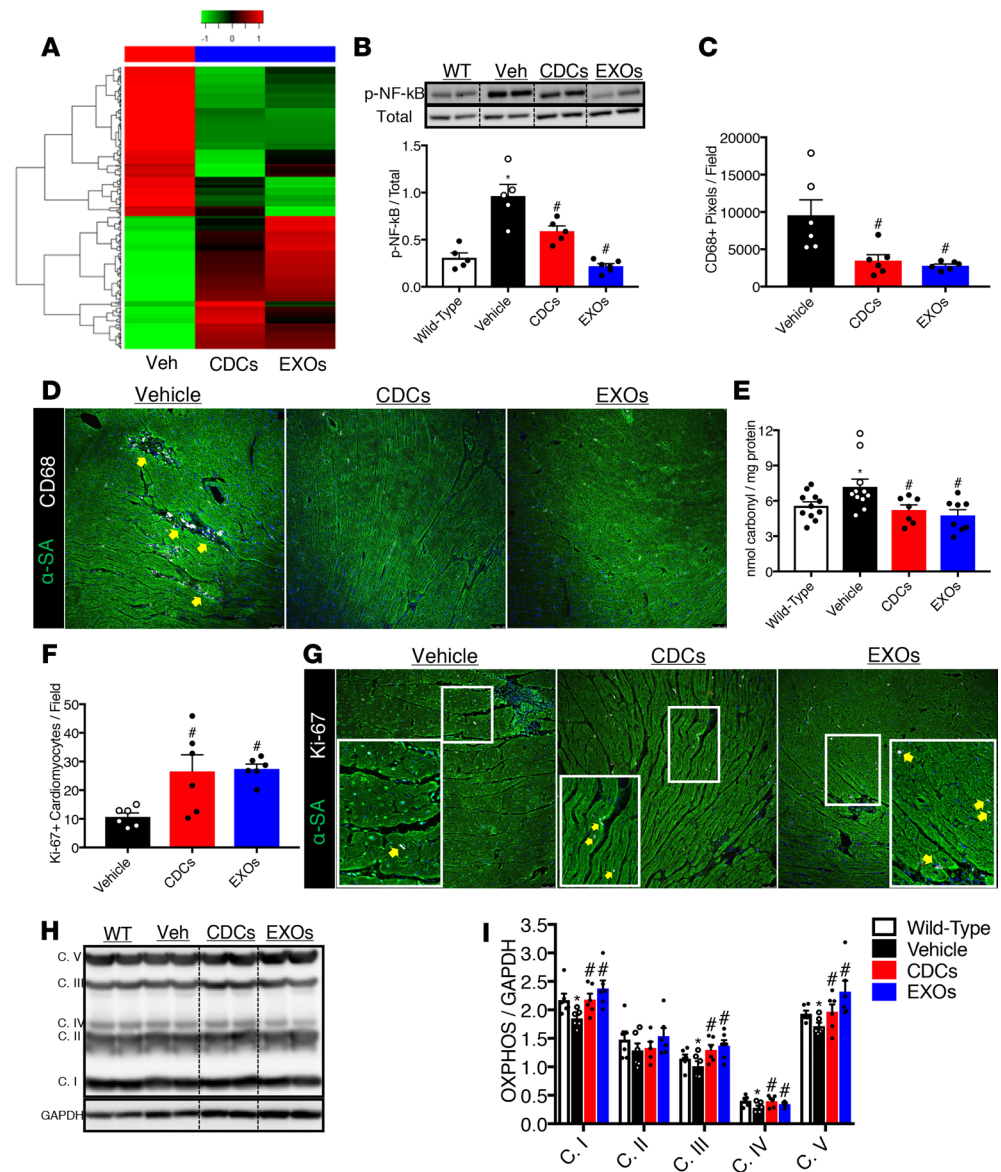 -1 0 1
A
Veh CDCs EXOs
B
WT Veh CDCs EXOs
p-NF-kB
Total
p-NF-kB / Total
1.5
1.0
0.5
0.0
*
#
#
Wild-Type
Vehicle
CDCs
EXOs
C
CD68+ Pixels / Field
20000
15000
10000
5000
0
#
#
Vehicle
CDCs
EXOs
D
Vehicle CDCs EXOs
α-SA CD68
E
nmol carbonyl / mg protein
12
9
6
3
0
*
#
#
Wild-Type
Vehicle
CDCs
EXOs
F
Ki-67+ Cardiomyocytes / Field
50
40
30
20
10
0
#
#
Vehicle
CDCs
EXOs
G
Vehicle CDCs EXOs
α-SA Ki-67
H
WT Veh CDCs EXOs
C. V
C. III
C. IV
C. II
C. I
GAPDH
I
OXPHOS / GAPDH
3.5
3.0
2.5
2.0
1.5
1.0
0.5
0.0
* # #
* # #
* # #
* # #
C. I
C. II
C. III
C. IV
C. V
Wild-Type
Vehicle
CDCs
EXOs